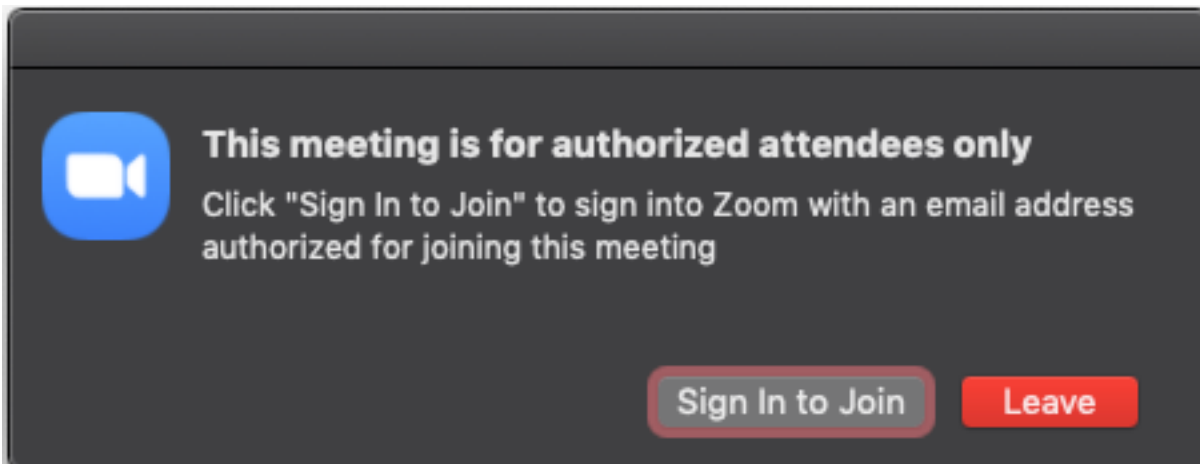 This meeting is for authorized attendees only
Click "Sign In to Join" to sign into Zoom with an email address
authorized for joining this meeting
Sign In to Join
Leave